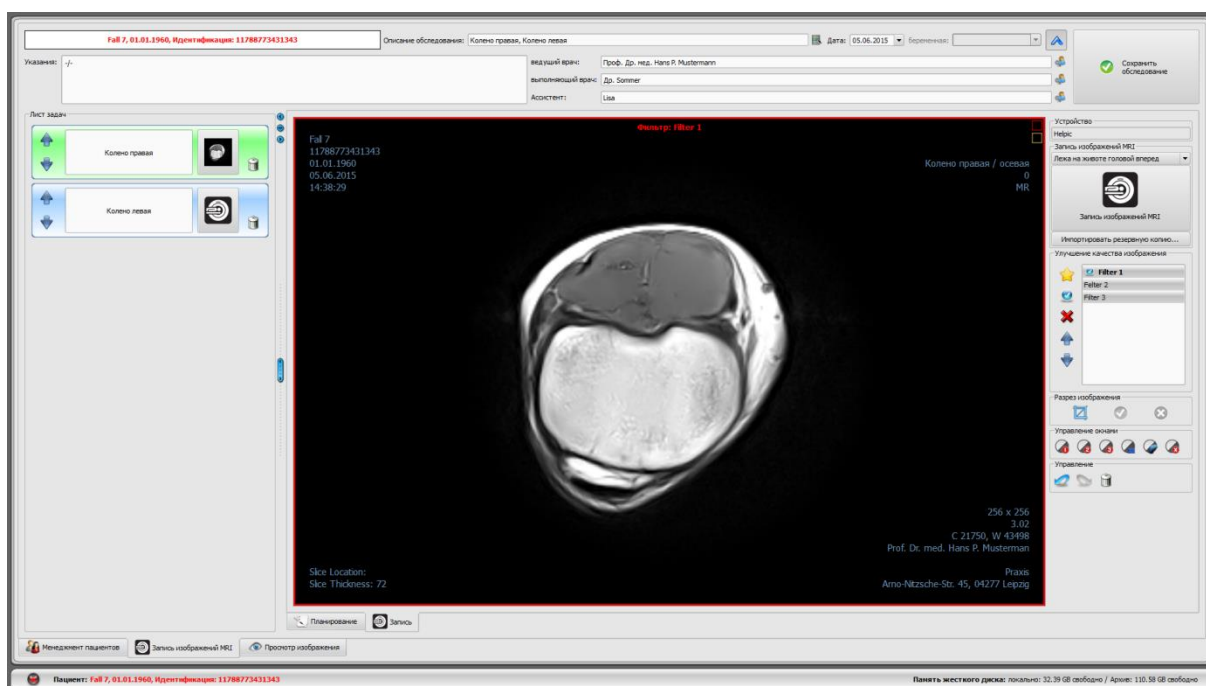 Fall 7, 01.01.1960, Идентификация: 11788773431343
Описание обследования: Колено правая, Колено левая
Дата: 05.06.2015
беременная:
Сохранить обследование
Указания: -/-
ведущий врач: Проф. Др. мед. Hans P. Mustermann
выполняющий врач: Др. Sommer
Ассистент: Lisa
Лист задач
Колено правая
Колено левая
Фильтр: Filter 1
Fall 7
11788773431343
01.01.1960
05.06.2015
14:38:29
Колено правая / осевая
0
MR
256 x 256
3.02
C 21750, W 43498
Prof. Dr. med. Hans P. Musterman
Slice Location:
Slice Thickness: 72
Praxis
Arno-Nitzsche-Str. 45, 04277 Leipzig
Устройство
Helpic
Запись изображений MRI
Лежа на животе головой вперед
Запись изображений MRI
Импортировать резервную копию...
Улучшение качества изображения
Filter 1
Felter 2
Filter 3
Разрез изображения
Управление окнами
Управление
Планирование
Запись
Менеджмент пациентов
Запись изображений MRI
Просмотр изображения
Пациент: Fall 7, 01.01.1960, Идентификация: 11788773431343
Память жесткого диска: локально: 32.39 GB свободно / Архив: 110.58 GB свободно